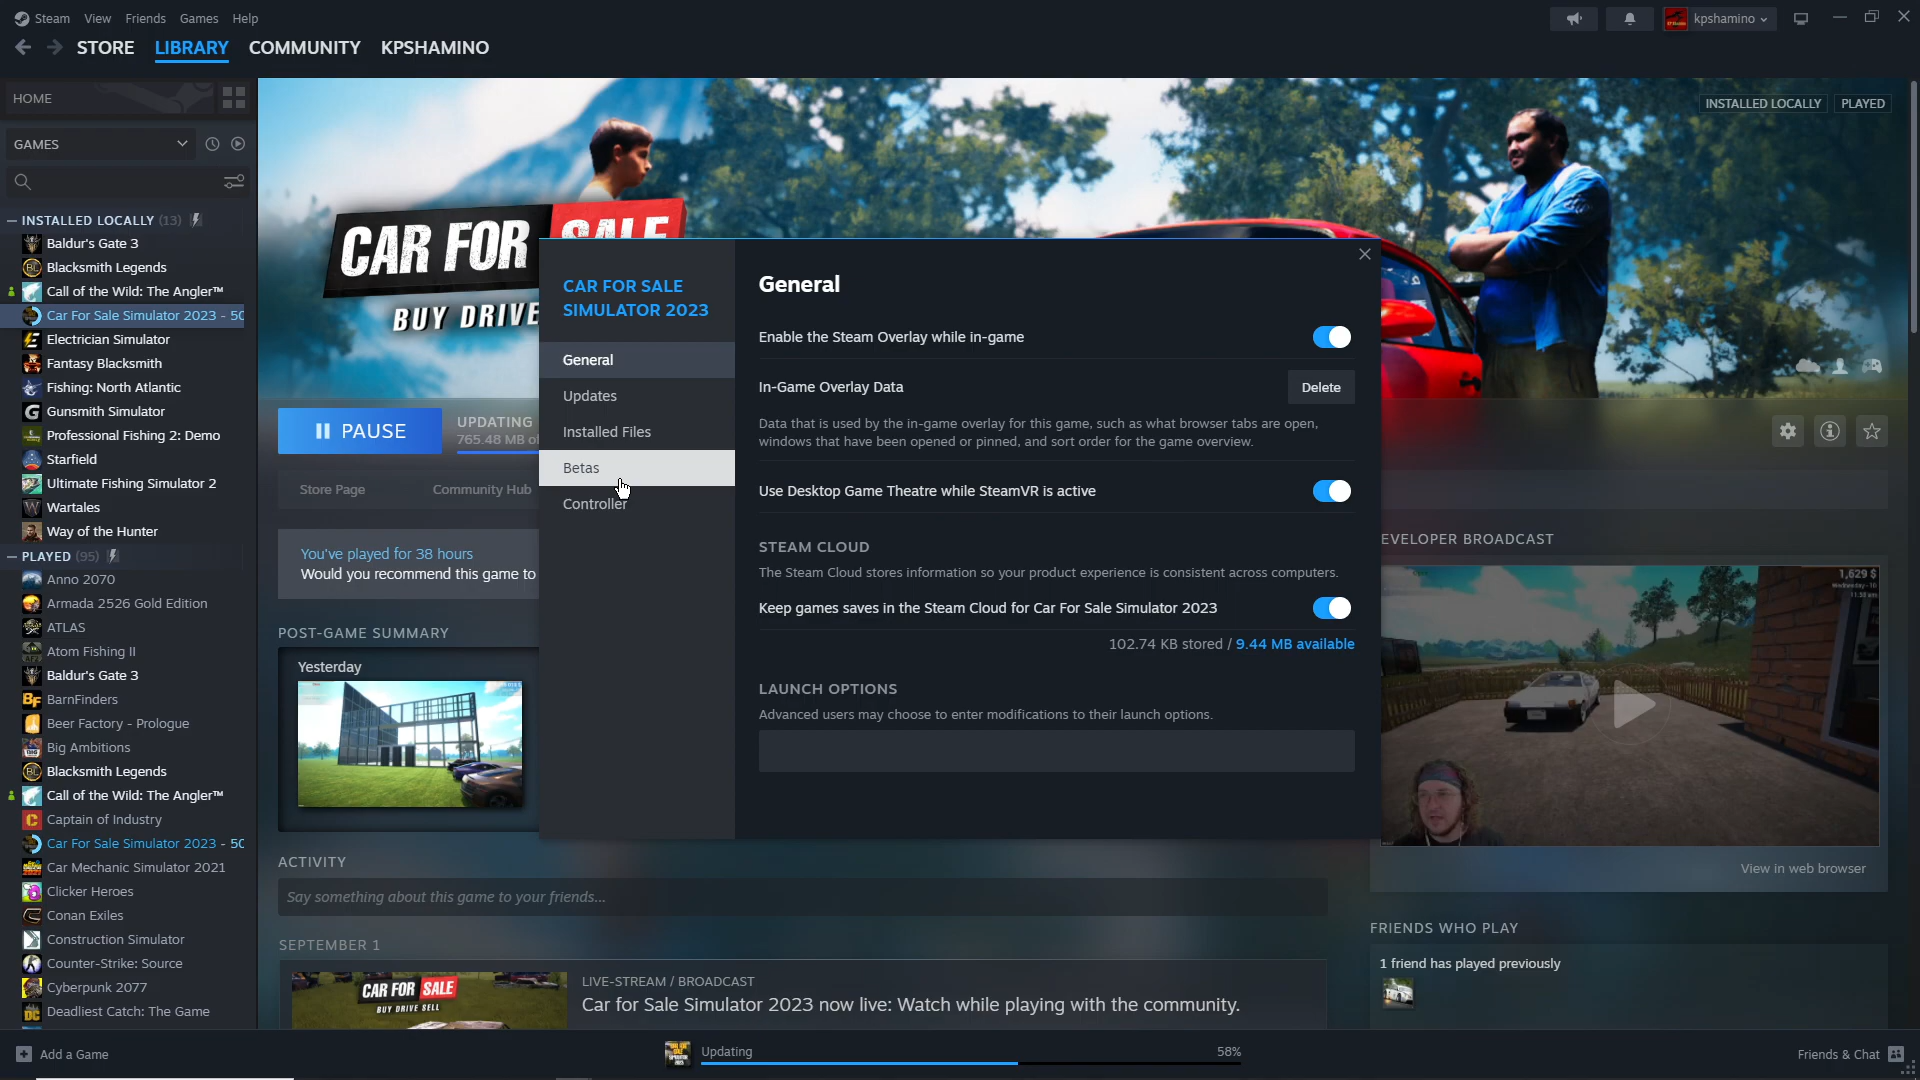 Steam View Friends Games Help
kpshamino
STORE LIBRARY COMMUNITY KPSHAMINO
HOME
GAMES
INSTALLED LOCALLY (13)
Baldur's Gate 3
Blacksmith Legends
Call of the Wild: The Angler™
Car For Sale Simulator 2023 - 50
Electrician Simulator
Fantasy Blacksmith
Fishing: North Atlantic
Gunsmith Simulator
Professional Fishing 2: Demo
Starfield
Ultimate Fishing Simulator 2
Wartales
Way of the Hunter
PLAYED (95)
Anno 2070
Armada 2526 Gold Edition
ATLAS
Atom Fishing II
Baldur's Gate 3
BarnFinders
Beer Factory - Prologue
Big Ambitions
Blacksmith Legends
Call of the Wild: The Angler™
Captain of Industry
Car For Sale Simulator 2023 - 50
Car Mechanic Simulator 2021
Clicker Heroes
Conan Exiles
Construction Simulator
Counter-Strike: Source
Cyberpunk 2077
Deadliest Catch: The Game
Add a Game
INSTALLED LOCALLY PLAYED
CAR FOR SALE
BUY DRIVE
PAUSE
UPDATING
765.48 MB of
Store Page Community Hub
You've played for 38 hours
Would you recommend this game to
POST-GAME SUMMARY
Yesterday
ACTIVITY
Say something about this game to your friends...
SEPTEMBER 1
CAR FOR SALE
BUY DRIVE SELL
LIVE-STREAM / BROADCAST
Car for Sale Simulator 2023 now live: Watch while playing with the community.
CAR FOR SALE
SIMULATOR 2023
General
Updates
Installed Files
Betas
Controller
General
Enable the Steam Overlay while in-game
In-Game Overlay Data
Delete
Data that is used by the in-game overlay for this game, such as what browser tabs are open,
windows that have been opened or pinned, and sort order for the game overview.
Use Desktop Game Theatre while SteamVR is active
STEAM CLOUD
The Steam Cloud stores information so your product experience is consistent across computers.
Keep games saves in the Steam Cloud for Car For Sale Simulator 2023
102.74 KB stored / 9.44 MB available
LAUNCH OPTIONS
Advanced users may choose to enter modifications to their launch options.
EVELOPER BROADCAST
1,629 $
View in web browser
FRIENDS WHO PLAY
1 friend has played previously
Updating 58%
Friends & Chat